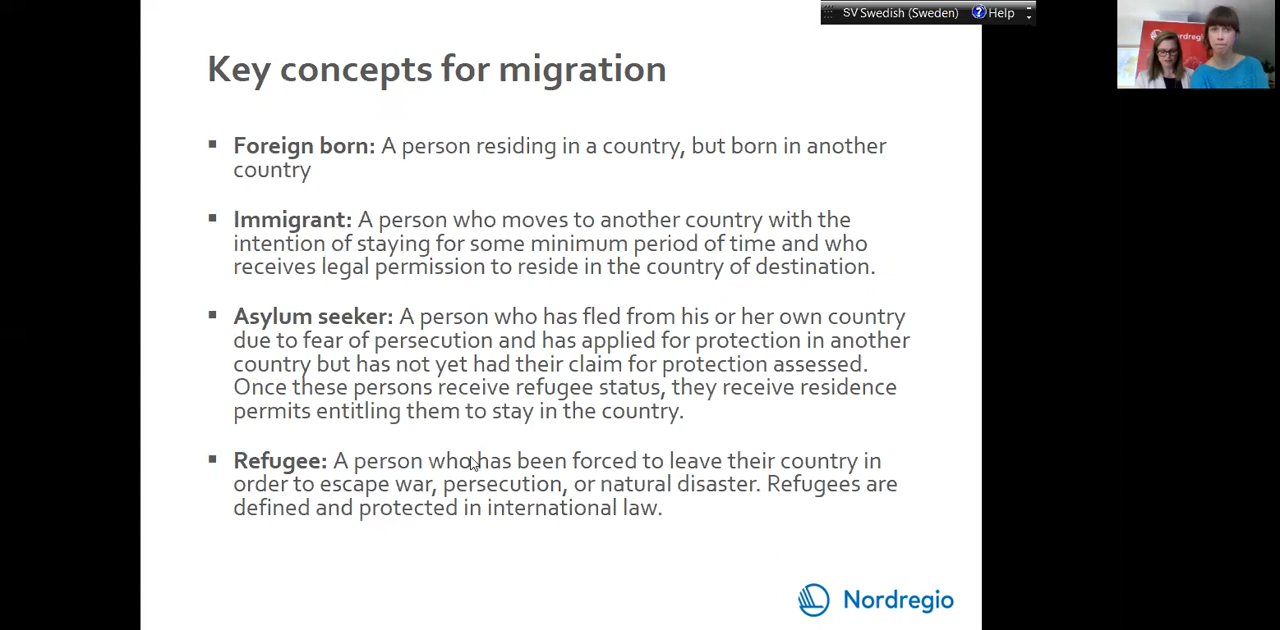 SV Swedish (Sweden) Help
Nordregio
Key concepts for migration
Foreign born: A person residing in a country, but born in another
country
Immigrant: A person who moves to another country with the
intention of staying for some minimum period of time and who
receives legal permission to reside in the country of destination.
Asylum seeker: A person who has fled from his or her own country
due to fear of persecution and has applied for protection in another
country but has not yet had their claim for protection assessed.
Once these persons receive refugee status, they receive residence
permits entitling them to stay in the country.
Refugee: A person who has been forced to leave their country in
order to escape war, persecution, or natural disaster. Refugees are
defined and protected in international law.
Nordregio